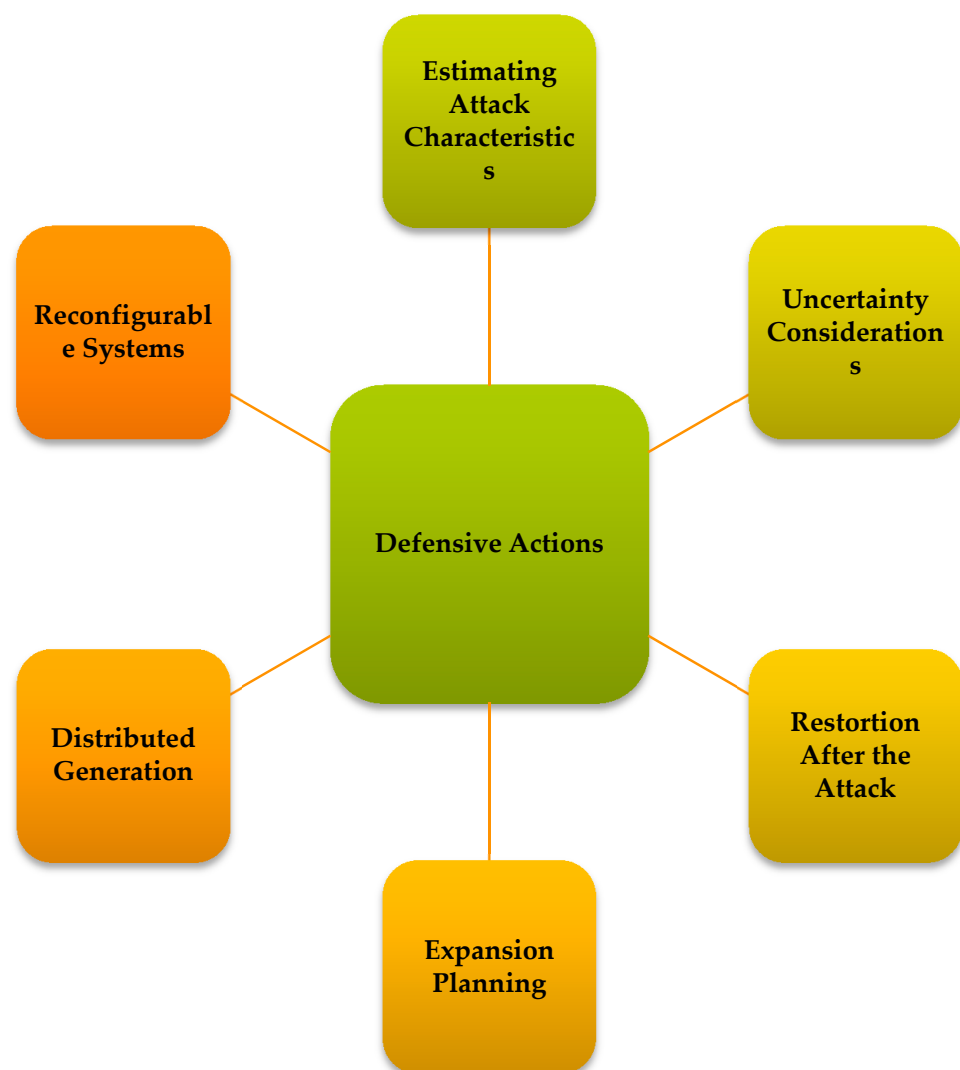 Estimating
Attack
Characteristic
s
Reconfigurabl
e Systems
Uncertainty
Consideration
s
Defensive Actions
Distributed
Generation
Restortion
After the
Attack
Expansion
Planning